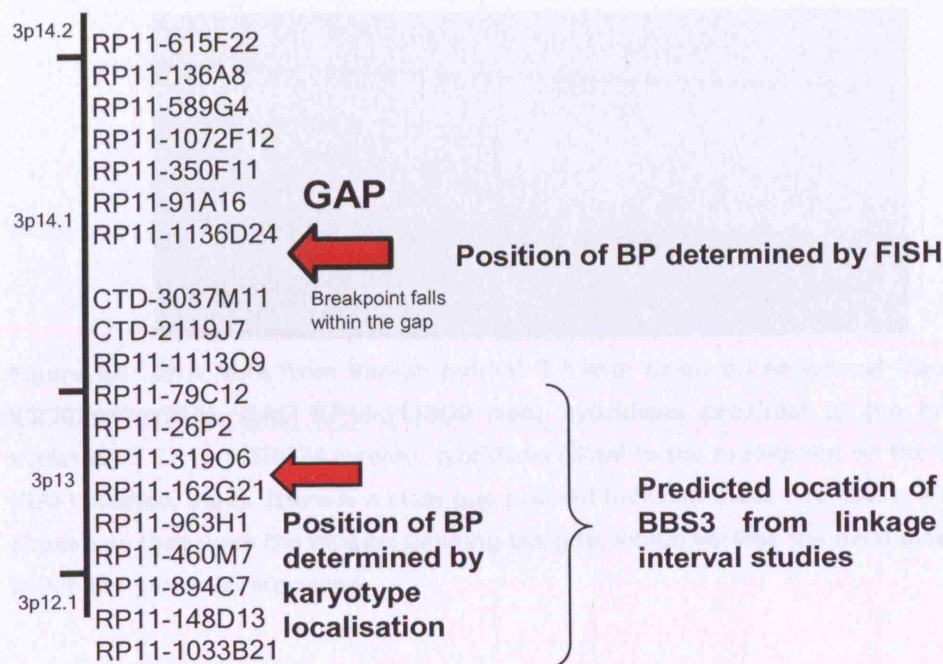 3p14.2
RP11-615F22
RP11-136A8
RP11-589G4
RP11-1072F12
RP11-350F11
RP11-91A16
3p14.1
RP11-1136D24
GAP
Position of BP determined by FISH
CTD-3037M11
CTD-2119J7
Breakpoint falls
within the gap
RP11-1113O9
RP11-79C12
RP11-26P2
RP11-319O6
3p13
RP11-162G21
RP11-963H1
RP11-460M7
RP11-894G7
3p12.1
RP11-148D13
RP11-1033B21
Position of BP
determined by
karyotype
localisation
Predicted location of
BBS3 from linkage
interval studies